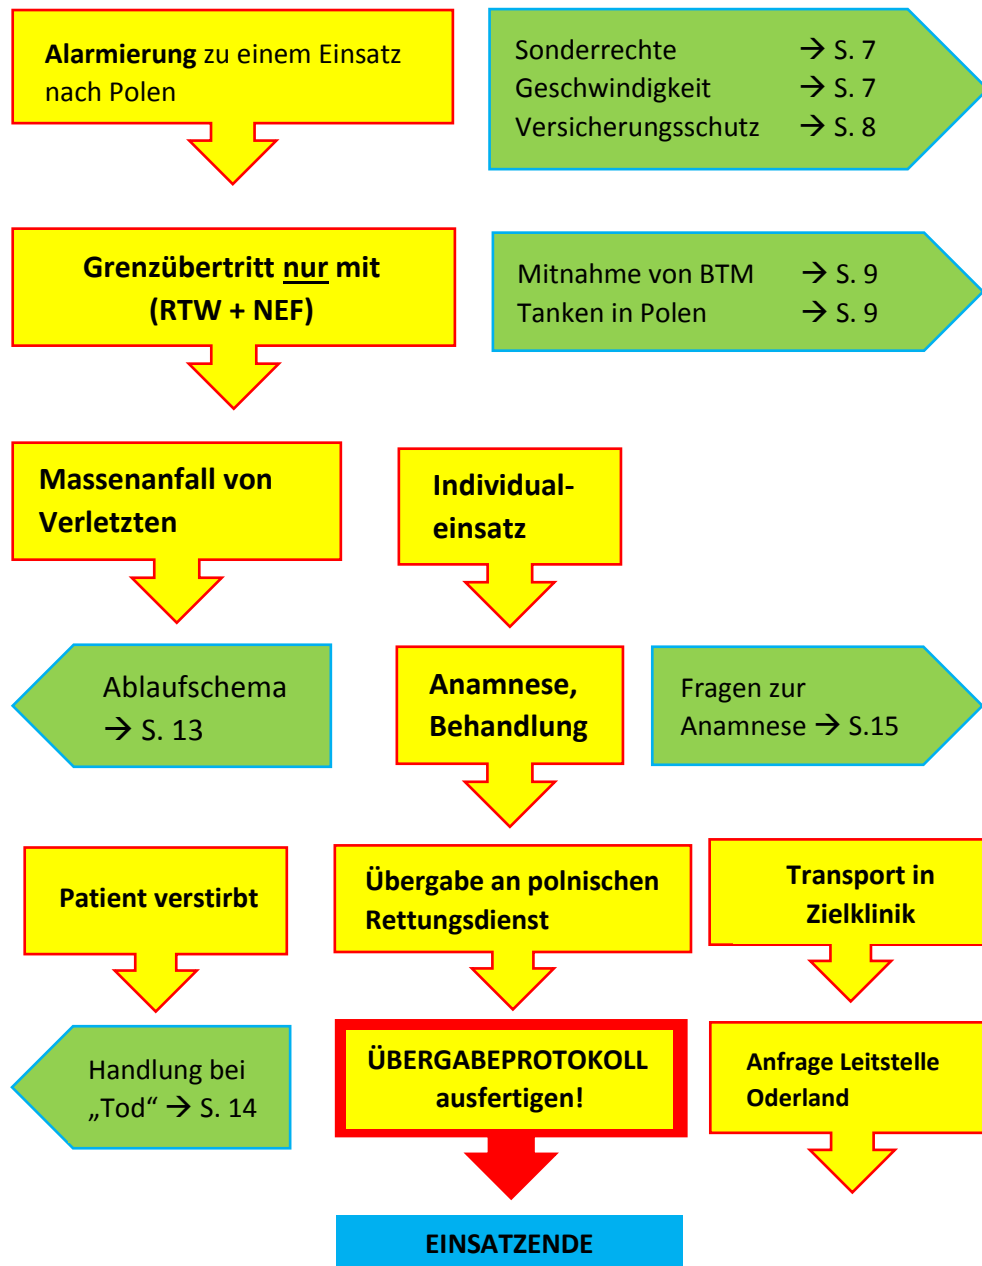 Alarmierung zu einem Einsatz
nach Polen
Sonderrechte → S. 7
Geschwindigkeit → S. 7
Versicherungsschutz → S. 8
Grenzübertritt nur mit
(RTW + NEF)
Mitnahme von BTM → S. 9
Tanken in Polen → S. 9
Massenanfall von
Verletzten
Individual-
einsatz
Ablaufschema
→ S. 13
Anamnese,
Behandlung
Fragen zur
Anamnese → S.15
Patient verstirbt
Übergabe an polnischen
Rettungsdienst
Transport in
Zielklinik
Handlung bei
„Tod“ → S. 14
ÜBERGABEPROTOKOLL
ausfertigen!
Anfrage Leitstelle
Oderland
EINSATZENDE